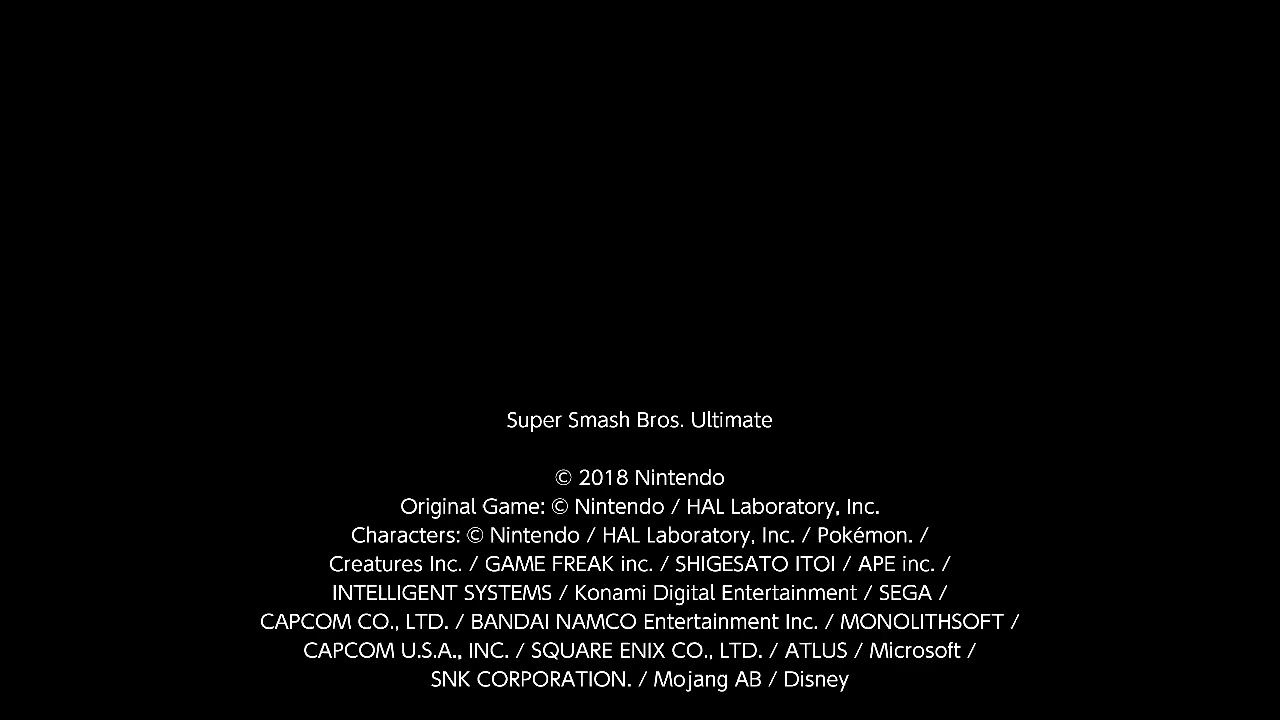 Super Smash Bros. Ultimate
© 2018 Nintendo
Original Game: © Nintendo / HAL Laboratory, Inc.
Characters: © Nintendo / HAL Laboratory, Inc. / Pokémon. /
Creatures Inc. / GAME FREAK inc. / SHIGESATO ITOI / APE inc. /
INTELLIGENT SYSTEMS / Konami Digital Entertainment / SEGA /
CAPCOM CO., LTD. / BANDAI NAMCO Entertainment Inc. / MONOLITHSOFT /
CAPCOM U.S.A., INC. / SQUARE ENIX CO., LTD. / ATLUS / Microsoft /
SNK CORPORATION. / Mojang AB / Disney